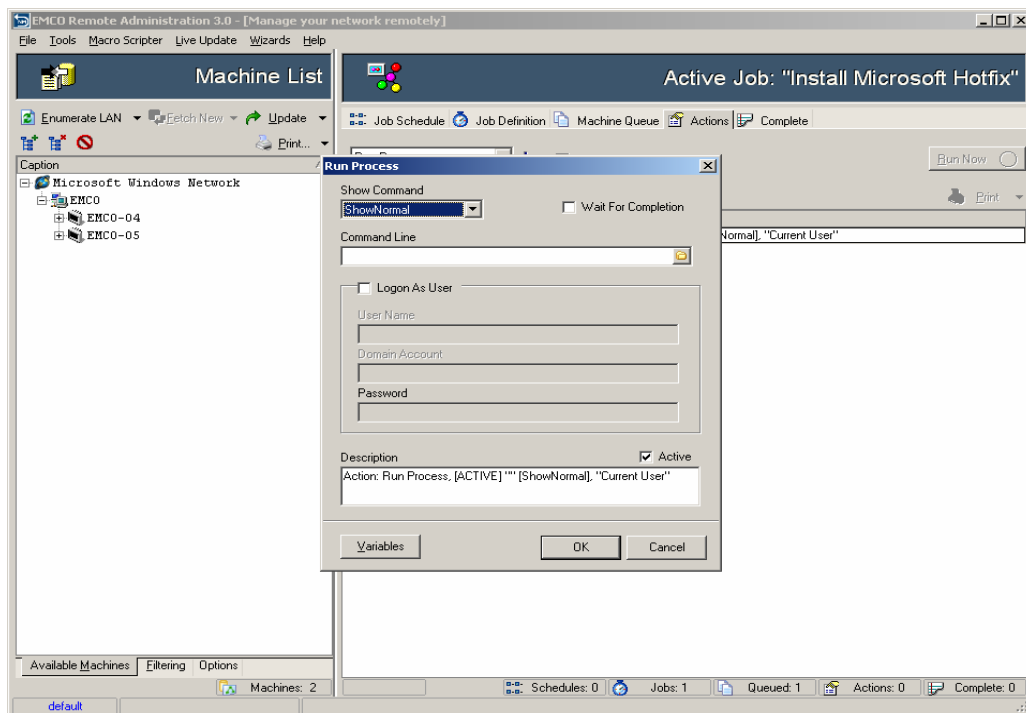 EMCO Remote Administration 3.0 - [Manage your network remotely]
File Tools Macro Scripter Live Update Wizards Help
Machine List
Active Job: "Install Microsoft Hotfix"
Enumerate LAN Fetch New Update
Print...
Job Schedule Job Definition Machine Queue Actions Complete
Caption
Microsoft Windows Network
EMCO
EMCO-04
EMCO-05
Run Now
Print
Normal], "Current User"
Run Process
Show Command
ShowNormal
Wait For Completion
Command Line
Logon As User
User Name
Domain Account
Password
Description
Active
Action: Run Process, [ACTIVE] "" [ShowNormal], "Current User"
Variables OK Cancel
Available Machines Filtering Options
Machines: 2
Schedules: 0 Jobs: 1 Queued: 1 Actions: 0 Complete: 0
default